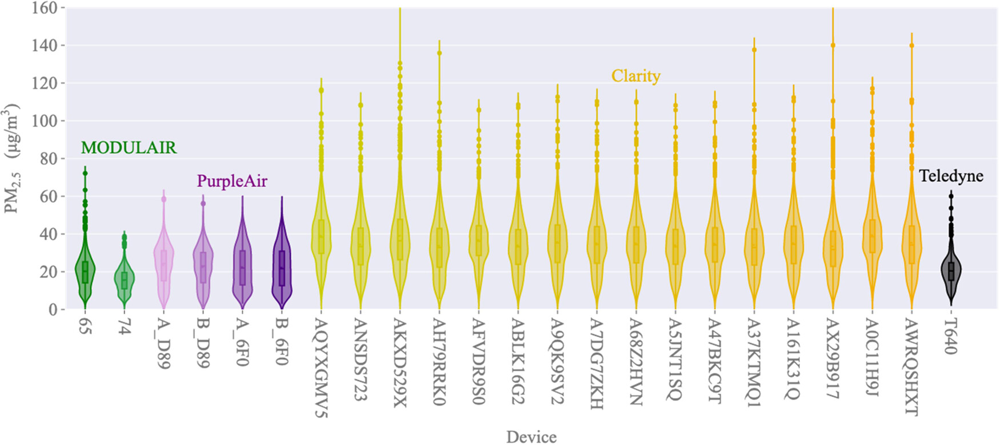 160
140
120
100
80
60
40
20
0
PM2.5 (µg/m³)
MODULAIR
PurpleAir
Clarity
Teledyne
65
74
A_D89
B_D89
A_6F0
B_6F0
AQYXGMV5
ANSDS723
AKXD529X
AH79RRK0
AFVDR9S0
ABLK16G2
A9QK9SV2
A7DG7ZKH
A68Z2HVN
A5JNT1SQ
A47BKC9T
A37KTMQ1
A161K31Q
AX29B917
A0C11H9J
AWRQSHXT
T640
Device